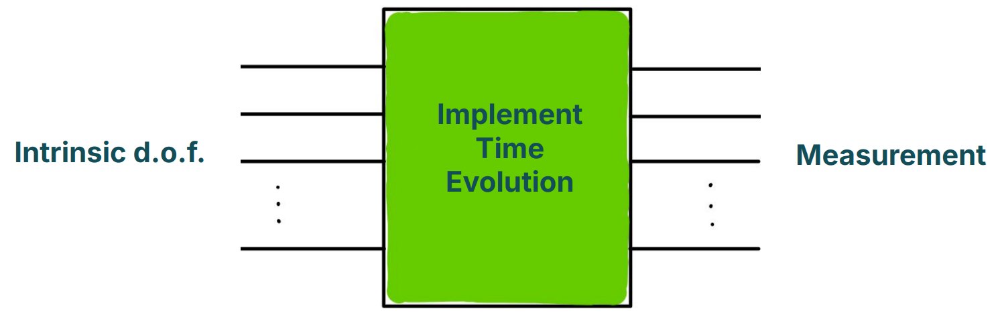 Intrinsic d.o.f.
Implement
Time
Evolution
Measurement